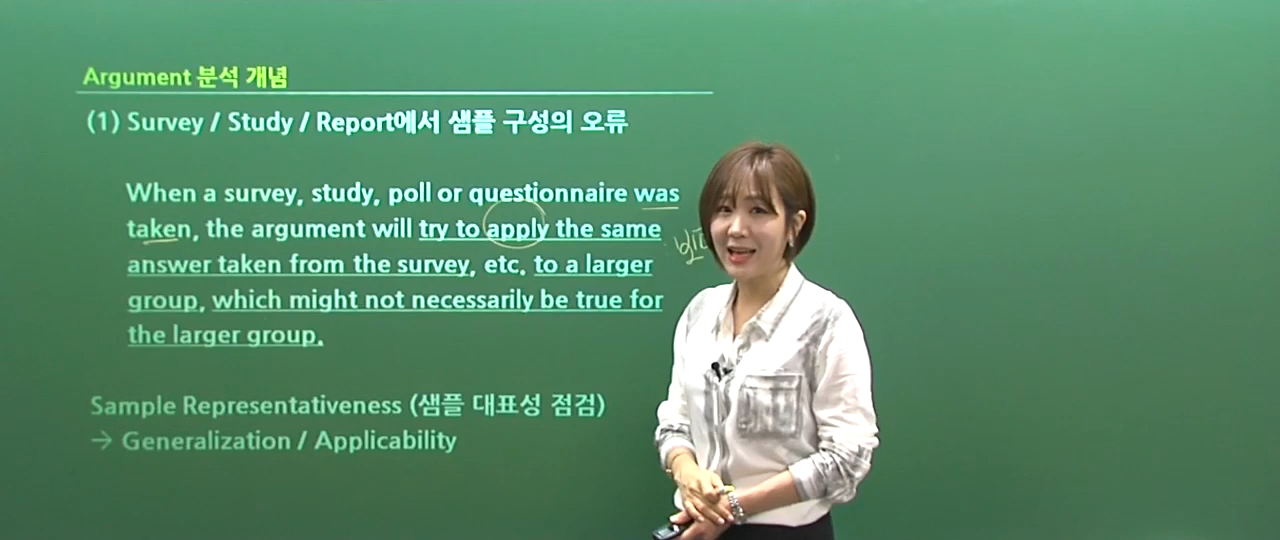 Argument 분석 개념
(1) Survey / Study / Report에서 샘플 구성의 오류
When a survey, study, poll or questionnaire was
taken, the argument will try to apply the same
answer taken from the survey, etc. to a larger
group, which might not necessarily be true for
the larger group.
Sample Representativeness (샘플 대표성 점검)
→ Generalization / Applicability